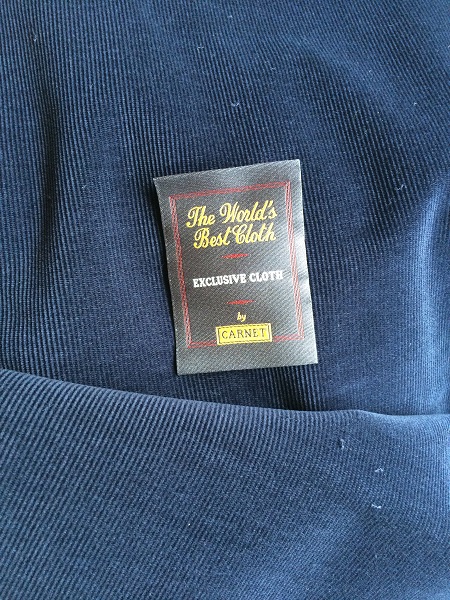 The World's
Best Cloth
EXCLUSIVE CLOTH
by
CARNET